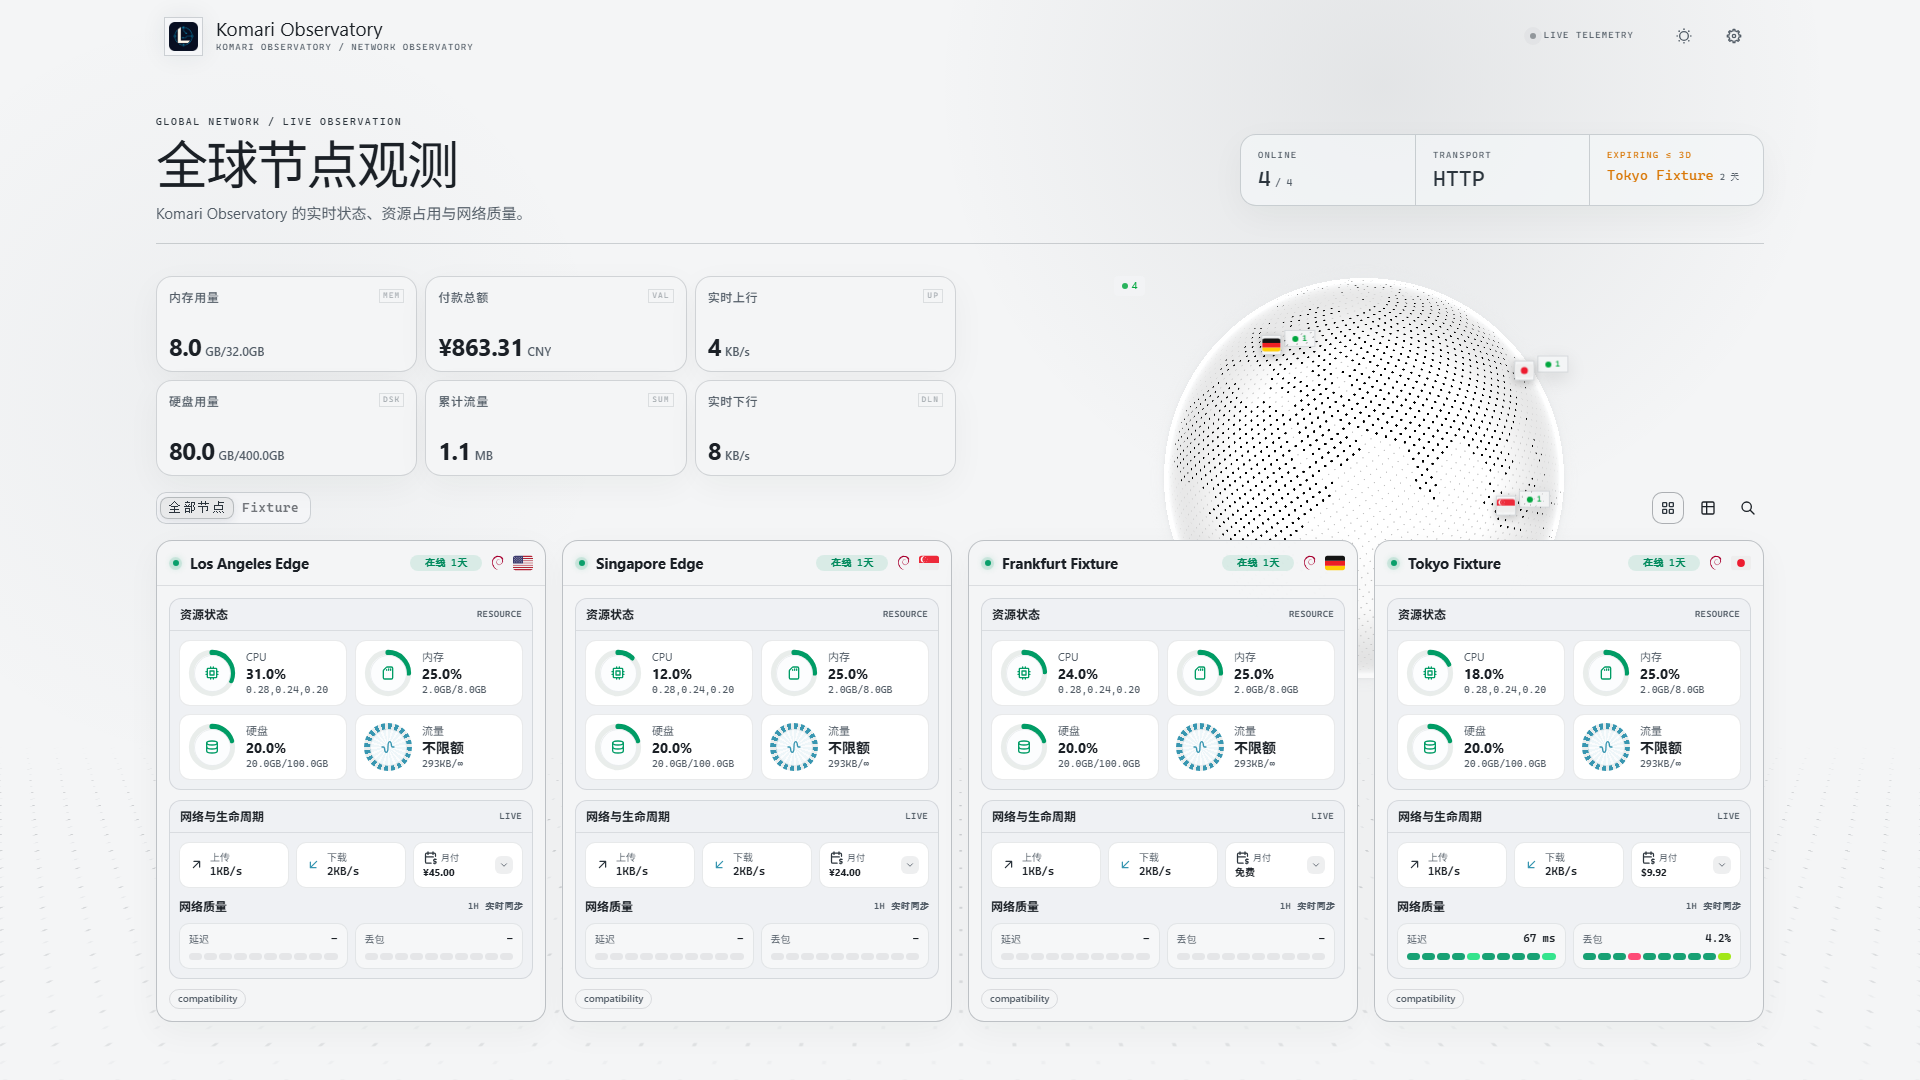 Komari Observatory
KOMARI OBSERVATORY / NETWORK OBSERVATORY
LIVE TELEMETRY
GLOBAL NETWORK / LIVE OBSERVATION
全球节点观测
Komari Observatory 的实时状态、资源占用与网络质量。
ONLINE
4 / 4
TRANSPORT
HTTP
EXPIRING ≤ 3D
Tokyo Fixture 2 天
内存用量 MEM
8.0 GB/32.0GB
付款总额 VAL
¥863.31 CNY
实时上行 UP
4 KB/s
硬盘用量 DSK
80.0 GB/400.0GB
累计流量 SUM
1.1 MB
实时下行 DLN
8 KB/s
4
1
1
1
全部节点 Fixture
Los Angeles Edge 在线 1天
资源状态 RESOURCE
CPU
31.0%
0.28,0.24,0.20
内存
25.0%
2.0GB/8.0GB
硬盘
20.0%
20.0GB/100.0GB
流量
不限额
293KB/∞
网络与生命周期 LIVE
上传
1KB/s
下载
2KB/s
月付
¥45.00
网络质量 1H 实时同步
延迟 –
丢包 –
compatibility
Singapore Edge 在线 1天
资源状态 RESOURCE
CPU
12.0%
0.28,0.24,0.20
内存
25.0%
2.0GB/8.0GB
硬盘
20.0%
20.0GB/100.0GB
流量
不限额
293KB/∞
网络与生命周期 LIVE
上传
1KB/s
下载
2KB/s
月付
¥24.00
网络质量 1H 实时同步
延迟 –
丢包 –
compatibility
Frankfurt Fixture 在线 1天
资源状态 RESOURCE
CPU
24.0%
0.28,0.24,0.20
内存
25.0%
2.0GB/8.0GB
硬盘
20.0%
20.0GB/100.0GB
流量
不限额
293KB/∞
网络与生命周期 LIVE
上传
1KB/s
下载
2KB/s
月付
免费
网络质量 1H 实时同步
延迟 –
丢包 –
compatibility
Tokyo Fixture 在线 1天
资源状态 RESOURCE
CPU
18.0%
0.28,0.24,0.20
内存
25.0%
2.0GB/8.0GB
硬盘
20.0%
20.0GB/100.0GB
流量
不限额
293KB/∞
网络与生命周期 LIVE
上传
1KB/s
下载
2KB/s
月付
$9.92
网络质量 1H 实时同步
延迟 67 ms
丢包 4.2%
compatibility